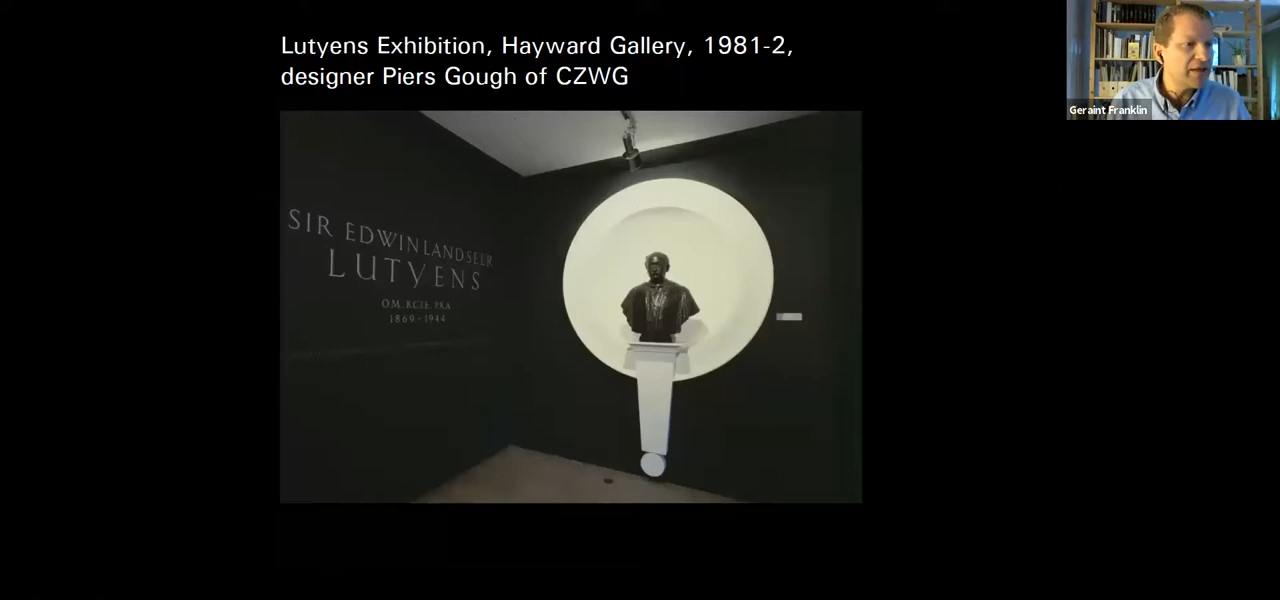 Lutyens Exhibition, Hayward Gallery, 1981-2,
designer Piers Gough of CZWG
Geraint Franklin
SIR EDWIN LANDSEER
LUTYENS
O.M. KCIE. PRA
1869-1944